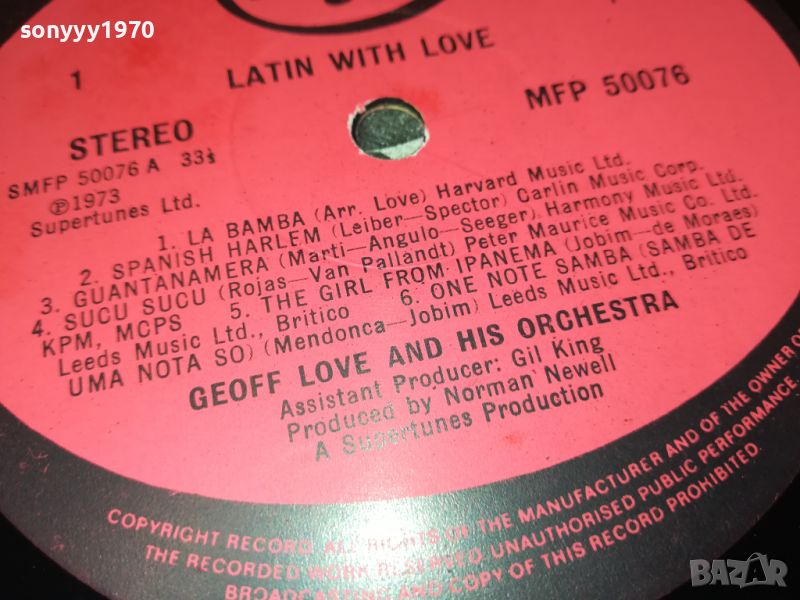 sonyyy1970
1
LATIN WITH LOVE
STEREO
MFP 50076
SMFP 50076 A 33⅓
℗1973
Supertunes Ltd.
1. LA BAMBA (Arr. Love) Harvard Music Ltd.
2. SPANISH HARLEM (Leiber—Spector) Carlin Music Corp.
3. GUANTANAMERA (Marti—Angulo—Seeger) Harmony Music Ltd.
4. SUCU SUCU (Rojas—Van Pallandt) Peter Maurice Music Co. Ltd.
KPM, MCPS 5. THE GIRL FROM IPANEMA (Jobim—de Moraes)
Leeds Music Ltd., Britico 6. ONE NOTE SAMBA (SAMBA DE
UMA NOTA SO) (Mendonca—Jobim) Leeds Music Ltd., Britico
GEOFF LOVE AND HIS ORCHESTRA
Assistant Producer: Gil King
Produced by Norman Newell
A Supertunes Production
COPYRIGHT RECORD. ALL RIGHTS OF THE MANUFACTURER AND OF THE OWNER OF
THE RECORDED WORK RESERVED. UNAUTHORISED PUBLIC PERFORMANCE,
BROADCASTING AND COPY OF THIS RECORD PROHIBITED.
BAZAR